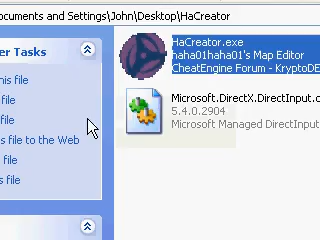 ocuments and Settings\John\Desktop\HaCreator
er Tasks
his file
file
file
s file to the Web
file
s file
HaCreator.exe
haha01haha01's Map Editor
CheatEngine Forum - KryptoDE
Microsoft.DirectX.DirectInput.d
5.4.0.2904
Microsoft Managed DirectInput